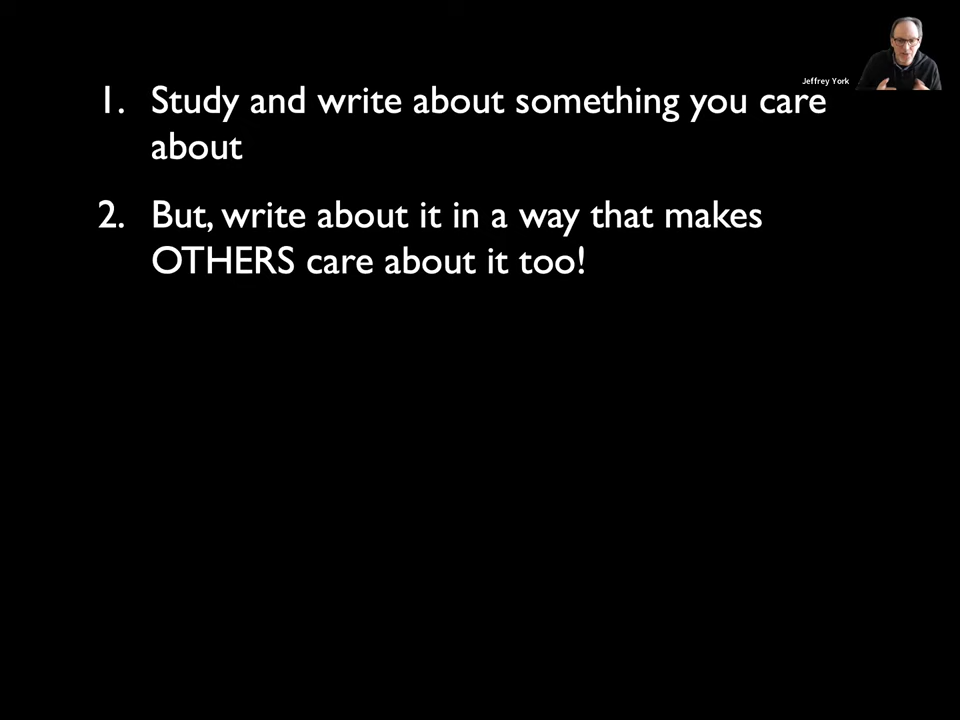 Jeffrey York
1. Study and write about something you care
about
2. But, write about it in a way that makes
OTHERS care about it too!